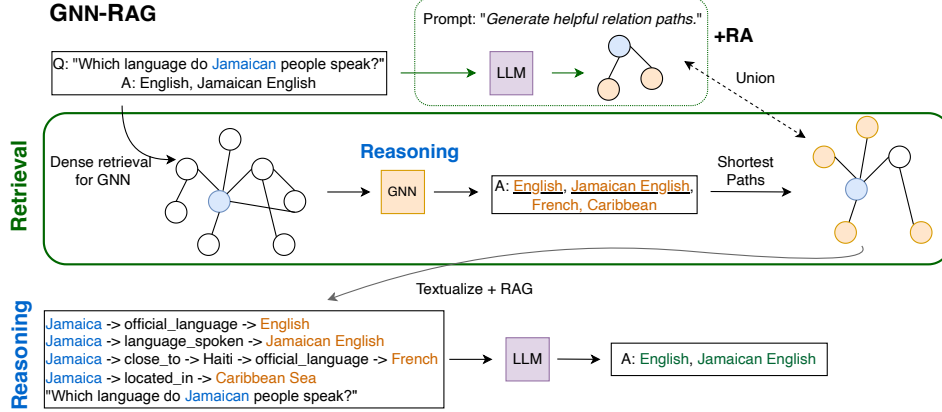 GNN-RAG
Prompt: "Generate helpful relation paths."
+RA
Q: "Which language do Jamaican people speak?"
A: English, Jamaican English
LLM
Union
Retrieval
Dense retrieval
for GNN
Reasoning
GNN
A: English, Jamaican English,
French, Caribbean
Shortest
Paths
Textualize + RAG
Reasoning
Jamaica -> official_language -> English
Jamaica -> language_spoken -> Jamaican English
Jamaica -> close_to -> Haiti -> official_language -> French
Jamaica -> located_in -> Caribbean Sea
"Which language do Jamaican people speak?"
LLM
A: English, Jamaican English